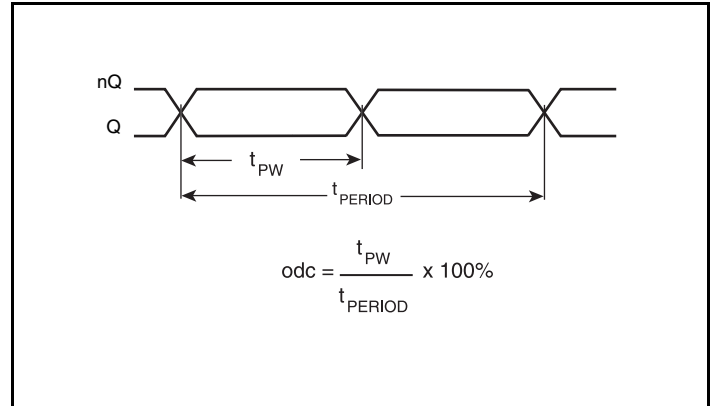 nQ
Q
tPW
tPERIOD
odc = tPW / tPERIOD x 100%